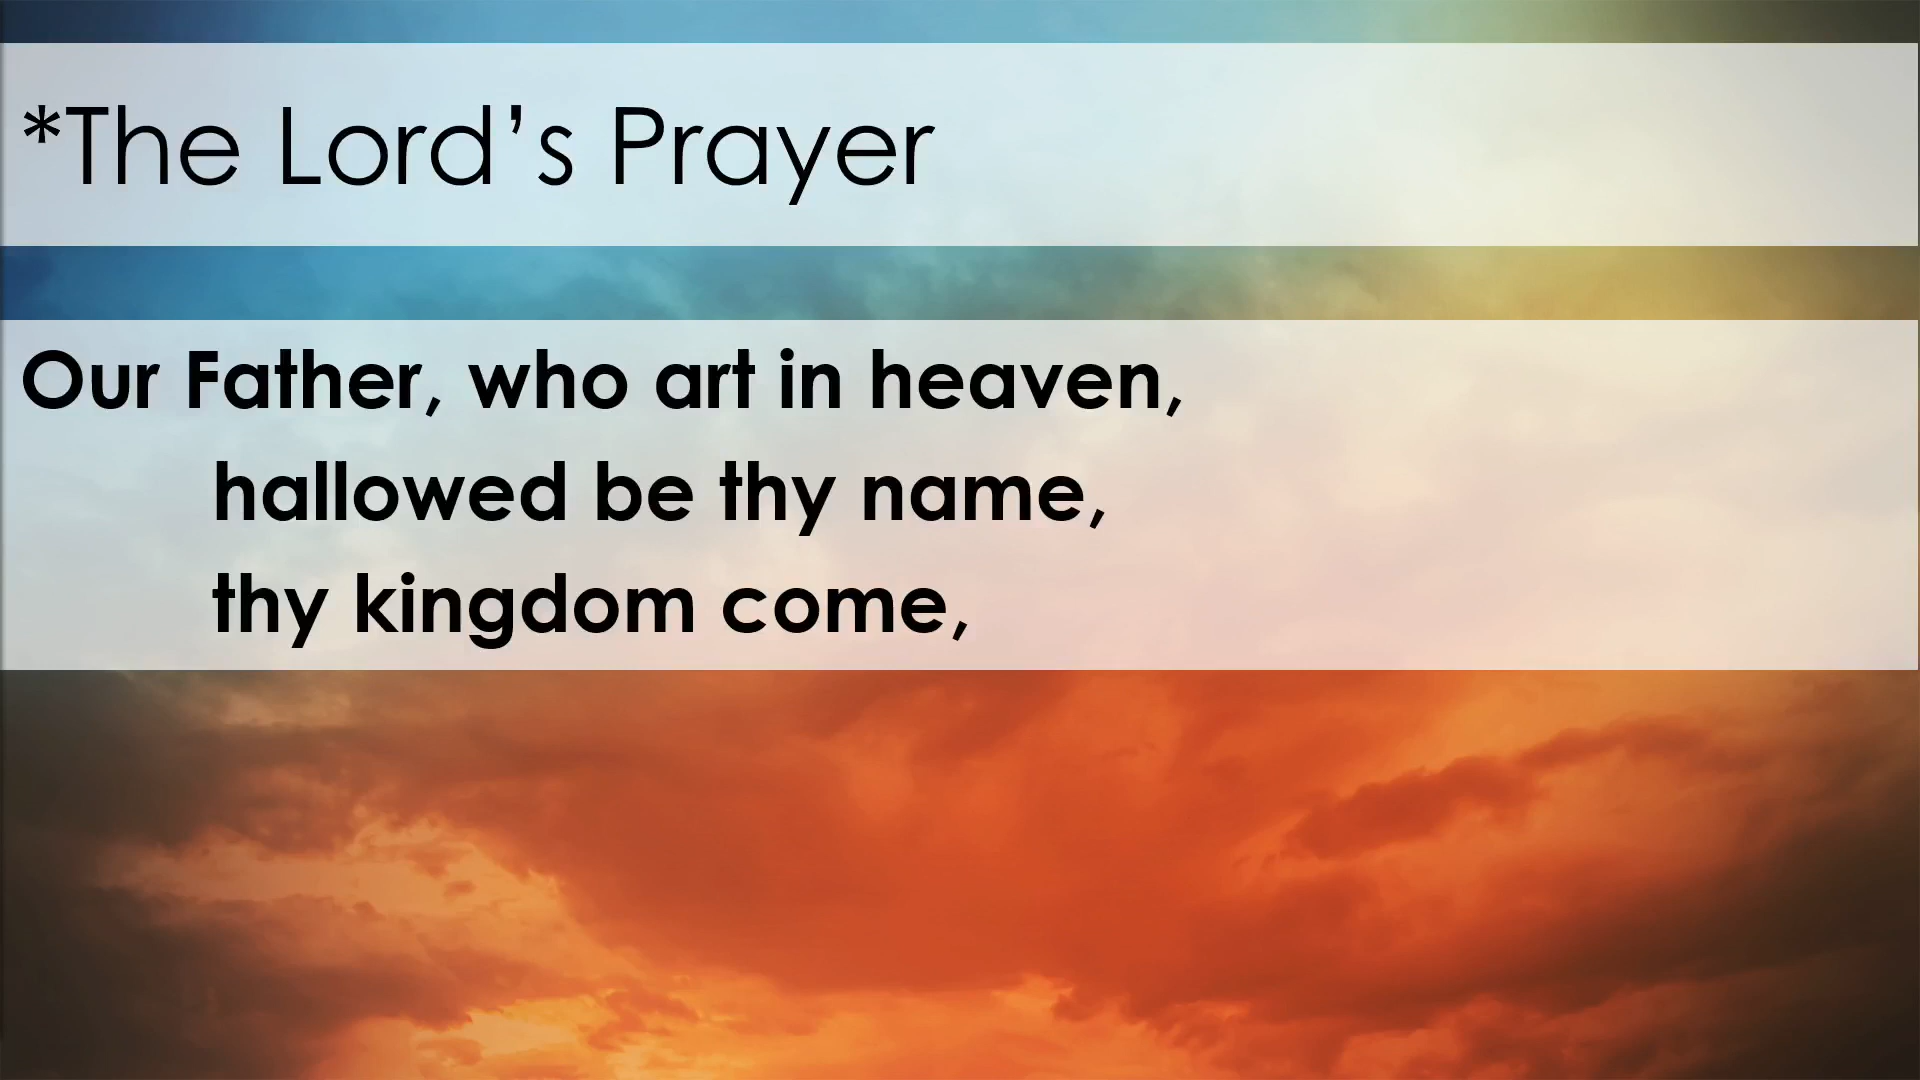 *The Lord’s Prayer
Our Father, who art in heaven,
hallowed be thy name,
thy kingdom come,